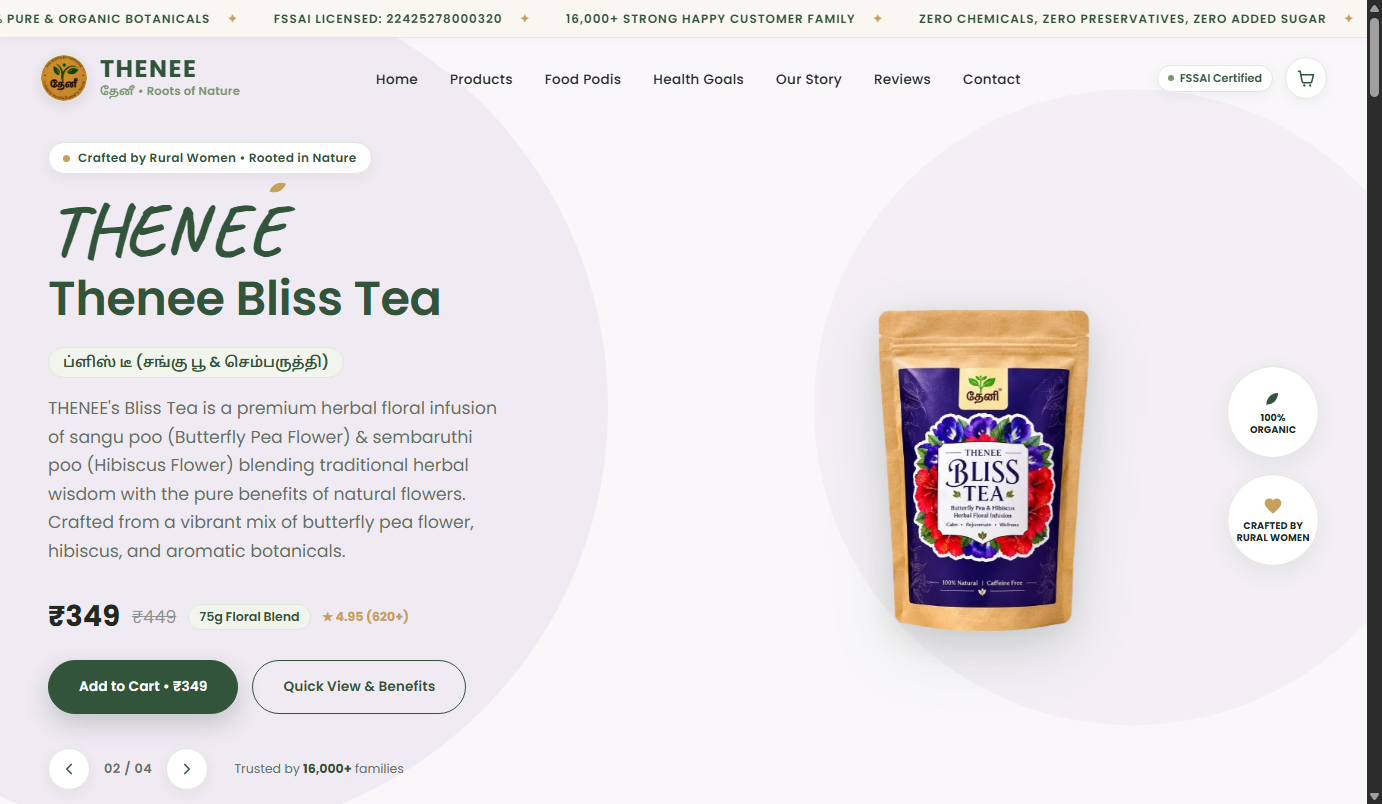 PURE & ORGANIC BOTANICALS ✦ FSSAI LICENSED: 22425278000320 ✦ 16,000+ STRONG HAPPY CUSTOMER FAMILY ✦ ZERO CHEMICALS, ZERO PRESERVATIVES, ZERO ADDED SUGAR ✦
தேனீ
THENEE
தேனீ • Roots of Nature
Home Products Food Podis Health Goals Our Story Reviews Contact
FSSAI Certified
Crafted by Rural Women • Rooted in Nature
THENEE
Thenee Bliss Tea
ப்ளிஸ் டீ (சங்கு பூ & செம்பருத்தி)
THENEE's Bliss Tea is a premium herbal floral infusion
of sangu poo (Butterfly Pea Flower) & sembaruthi
poo (Hibiscus Flower) blending traditional herbal
wisdom with the pure benefits of natural flowers.
Crafted from a vibrant mix of butterfly pea flower,
hibiscus, and aromatic botanicals.
₹349 ₹449 75g Floral Blend ★ 4.95 (620+)
Add to Cart • ₹349 Quick View & Benefits
02 / 04 Trusted by 16,000+ families
தேனீ
THENEE
BLISS
TEA
Butterfly Pea & Hibiscus
Herbal Floral Infusion
Calm • Rejuvenate • Wellness
100% Natural | Caffeine Free
100%
ORGANIC
CRAFTED BY
RURAL WOMEN